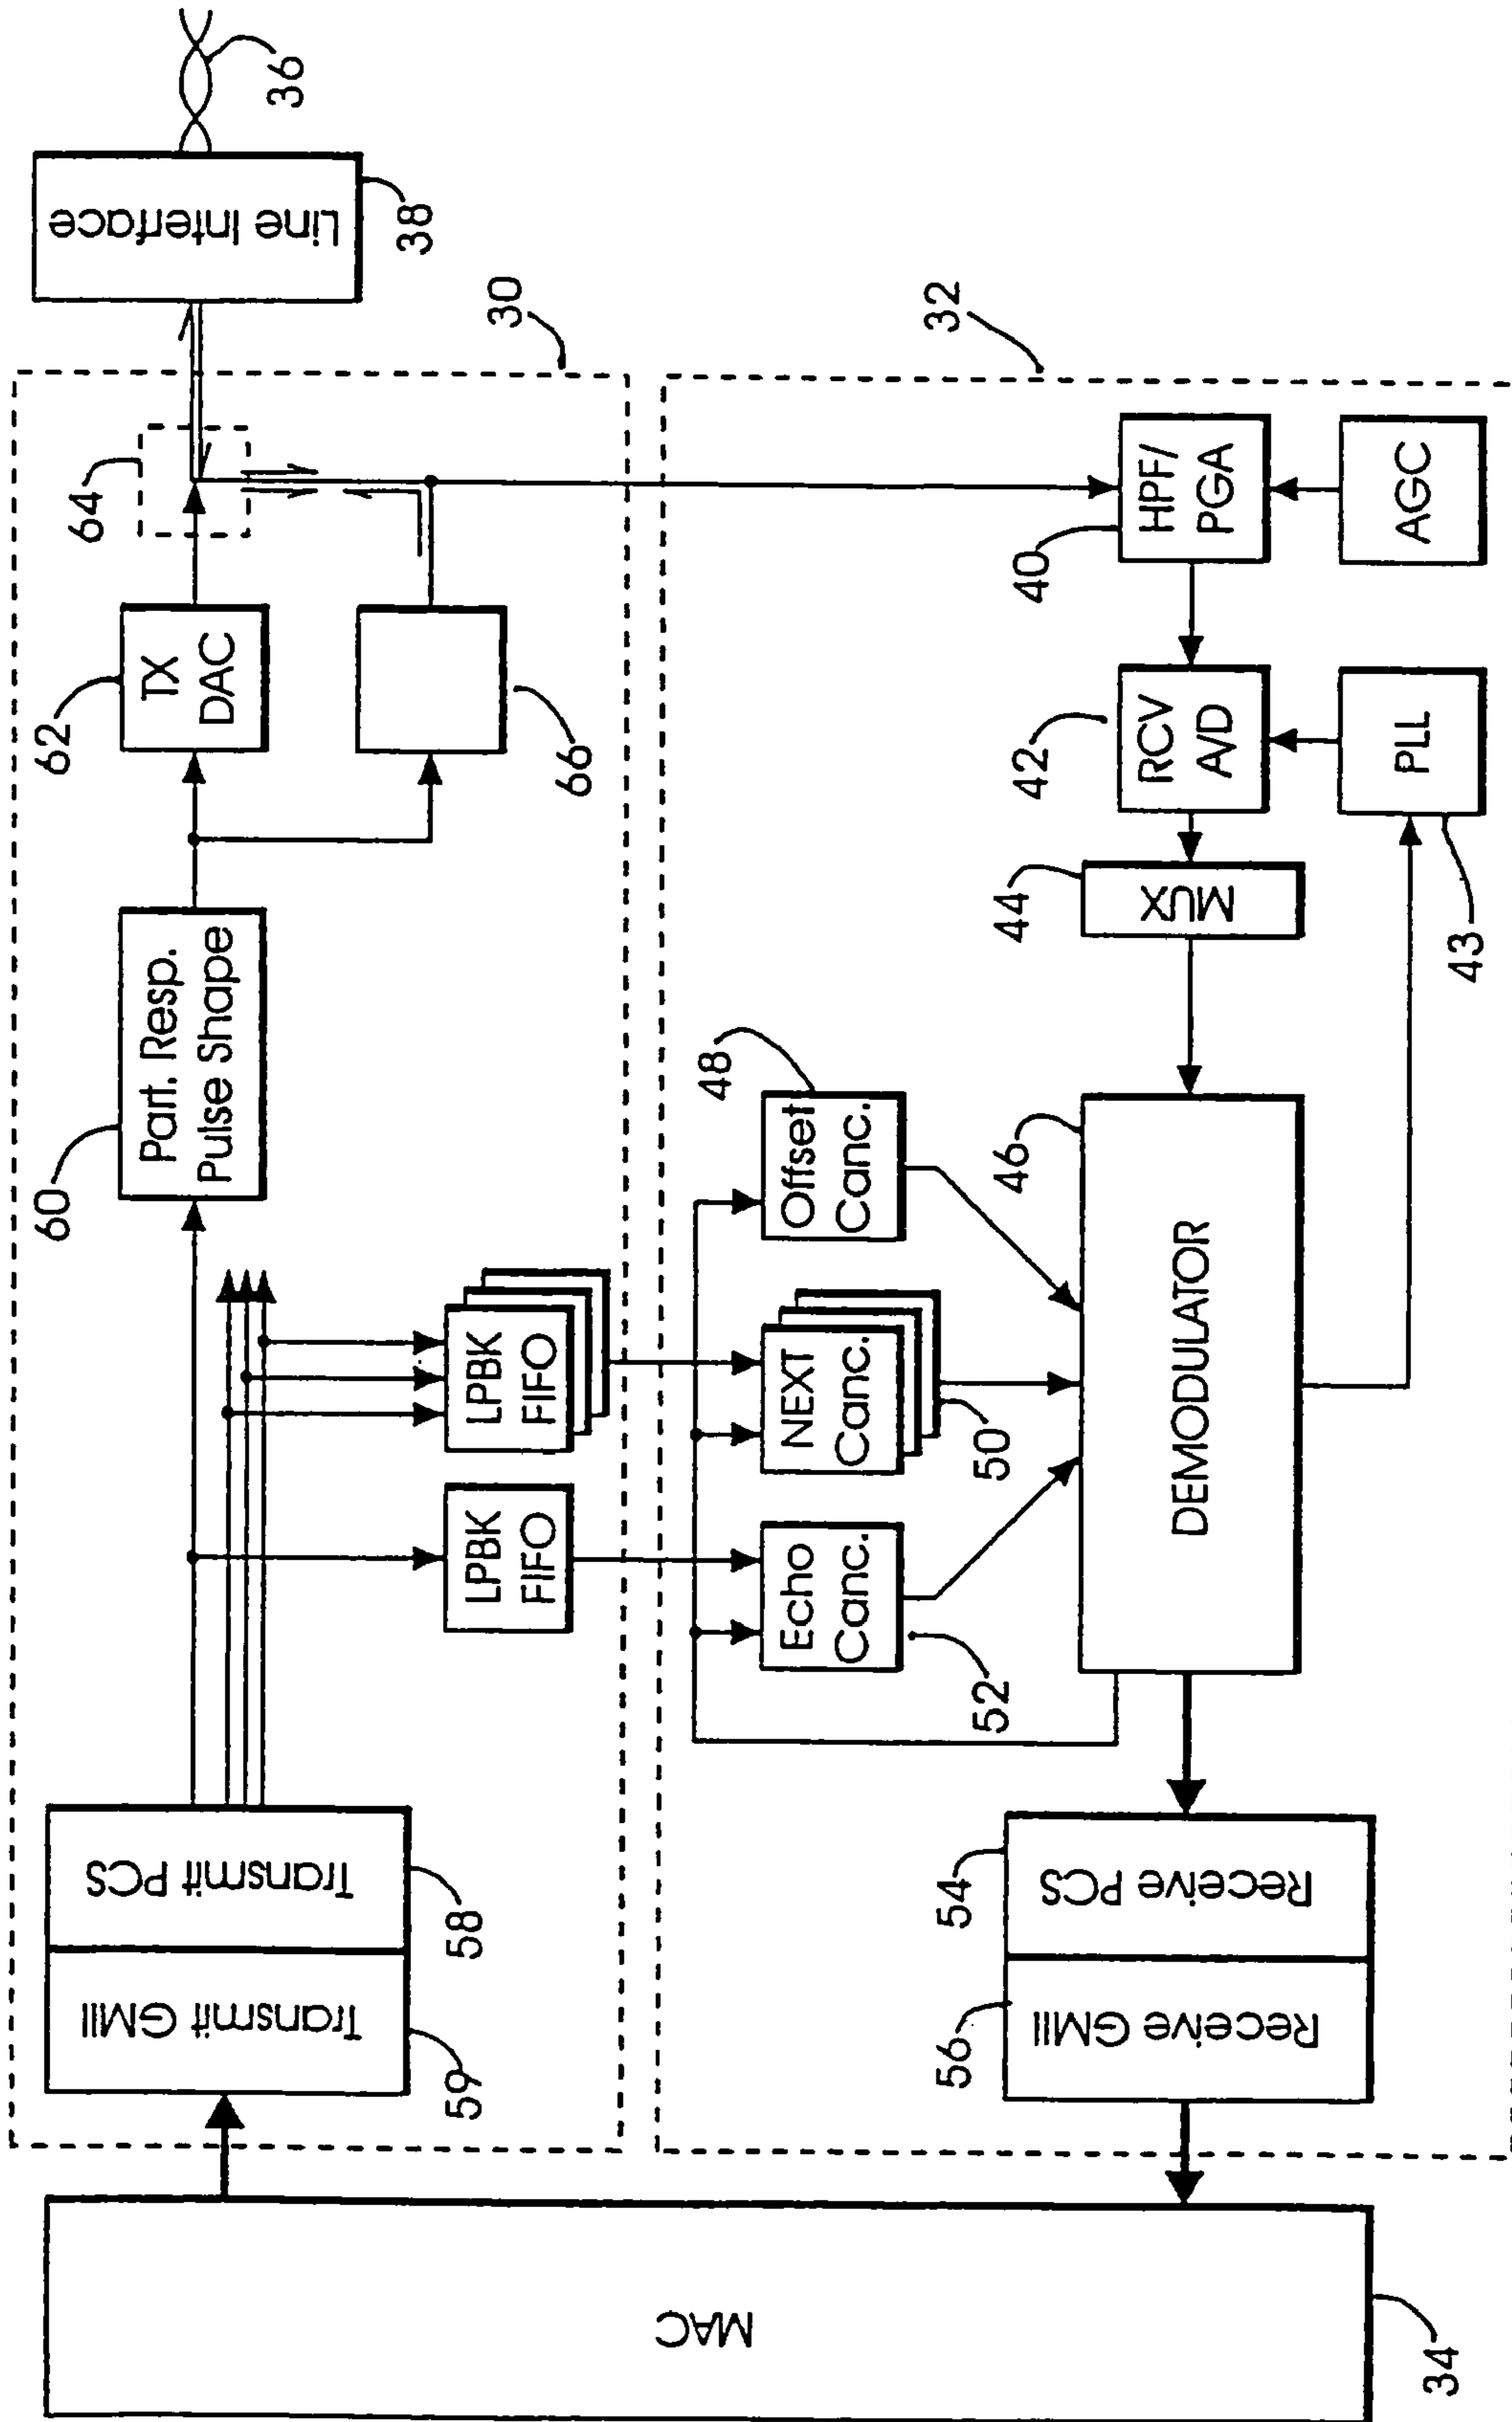 36
Line Interface
38
30
64
62
TX
DAC
66
60
Part. Resp.
Pulse Shape
LPBK
FIFO
LPBK
FIFO
Transmit PCS
58
Transmit GMII
59
32
HPF/
PGA
40
AGC
RCV
A/D
42
PLL
43
MUX
44
48
Offset
Canc.
NEXT
Canc.
50
Echo
Canc.
52
46
DEMODULATOR
54
Receive PCS
56
Receive GMII
MAC
34